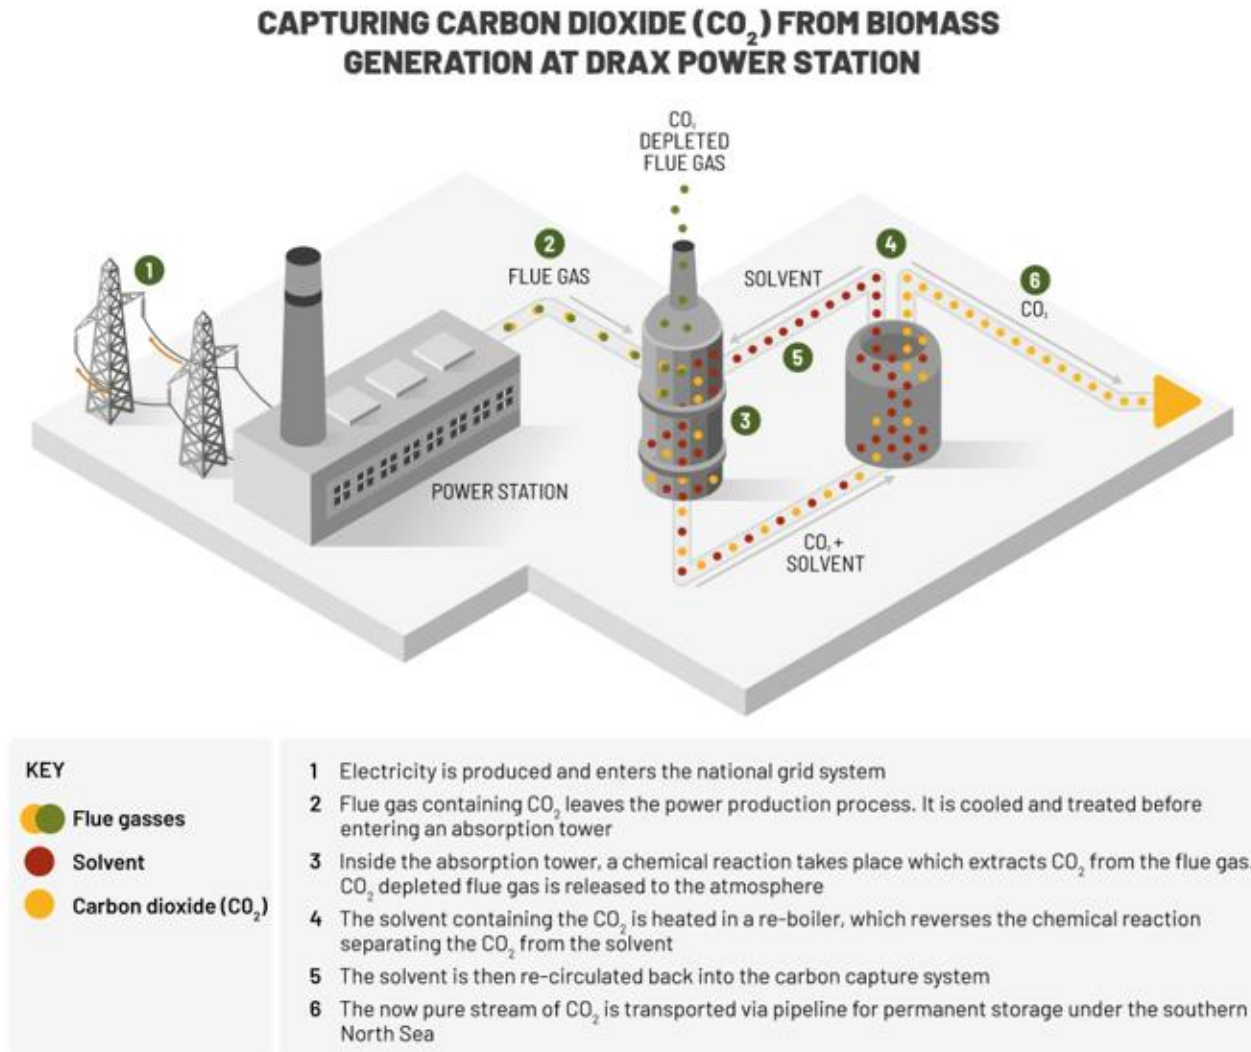 CAPTURING CARBON DIOXIDE (CO₂) FROM BIOMASS
GENERATION AT DRAX POWER STATION
CO₂
DEPLETED
FLUE GAS
1
2
FLUE GAS
SOLVENT
4
6
CO₂
5
3
POWER STATION
CO₂ +
SOLVENT
KEY
Flue gasses
Solvent
Carbon dioxide (CO₂)
1 Electricity is produced and enters the national grid system
2 Flue gas containing CO₂ leaves the power production process. It is cooled and treated before
entering an absorption tower
3 Inside the absorption tower, a chemical reaction takes place which extracts CO₂ from the flue gas.
CO₂ depleted flue gas is released to the atmosphere
4 The solvent containing the CO₂ is heated in a re-boiler, which reverses the chemical reaction
separating the CO₂ from the solvent
5 The solvent is then re-circulated back into the carbon capture system
6 The now pure stream of CO₂ is transported via pipeline for permanent storage under the southern
North Sea